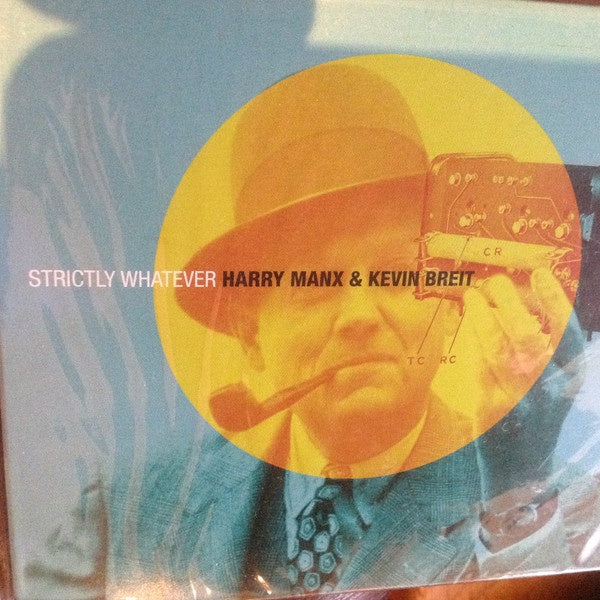 CR
STRICTLY WHATEVER HARRY MANX & KEVIN BREIT
TC RC